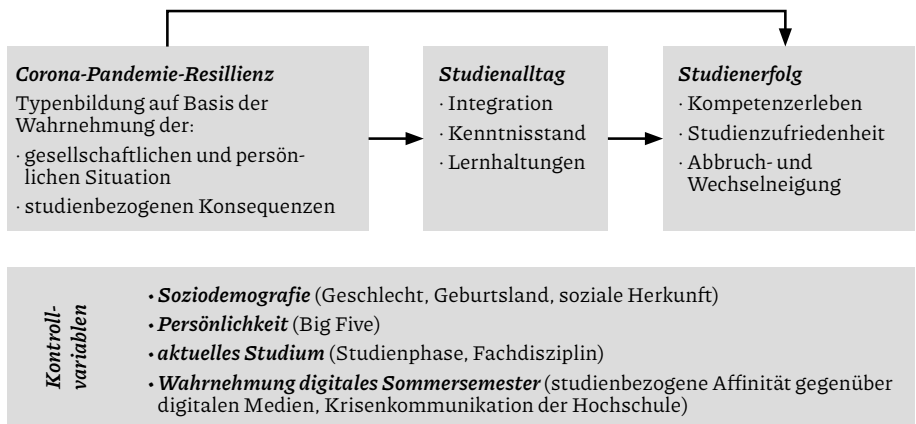 Corona-Pandemie-Resillienz
Typenbildung auf Basis der
Wahrnehmung der:
· gesellschaftlichen und persön-
lichen Situation
· studienbezogenen Konsequenzen
Studienalltag
· Integration
· Kenntnisstand
· Lernhaltungen
Studienerfolg
· Kompetenzerleben
· Studienzufriedenheit
· Abbruch- und
Wechselneigung
Kontroll-
variablen
• Soziodemografie (Geschlecht, Geburtsland, soziale Herkunft)
• Persönlichkeit (Big Five)
• aktuelles Studium (Studienphase, Fachdisziplin)
• Wahrnehmung digitales Sommersemester (studienbezogene Affinität gegenüber
digitalen Medien, Krisenkommunikation der Hochschule)